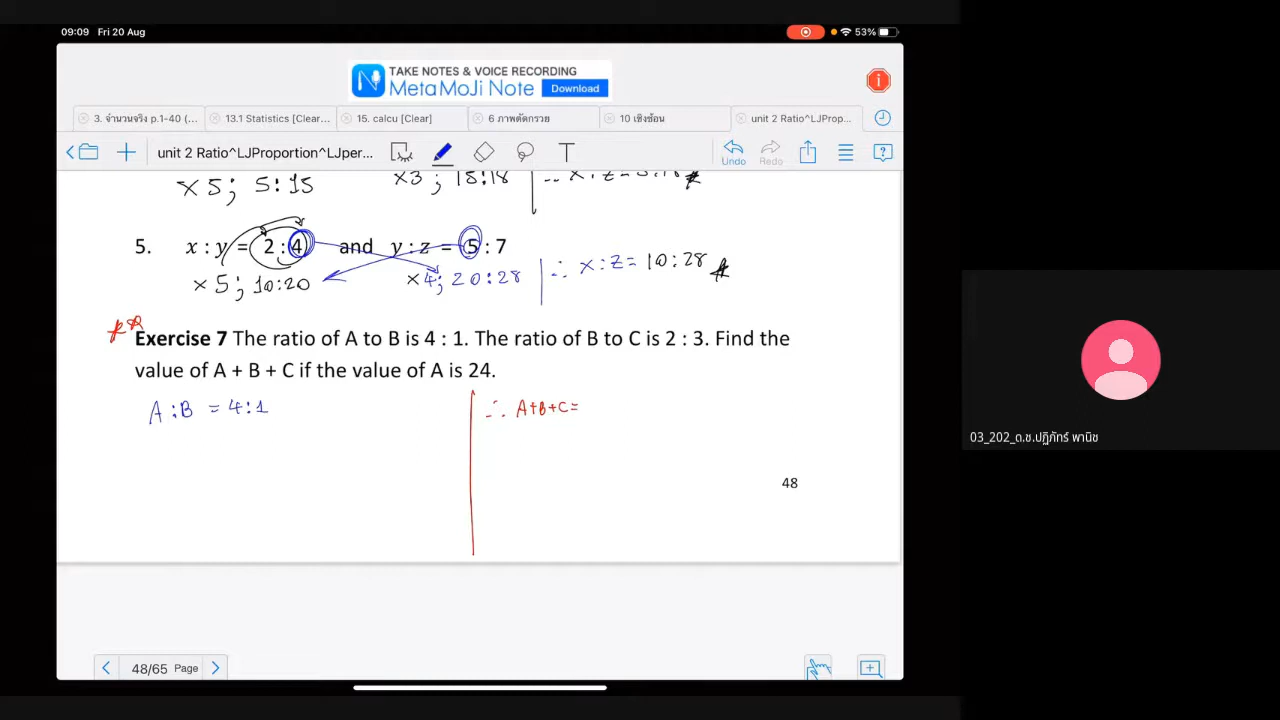 09:09 Fri 20 Aug
53%
TAKE NOTES & VOICE RECORDING
MetaMoJi Note Download
3. จำนวนจริง p.1-40 (...
13.1 Statistics [Clear...
15. calcu [Clear]
6 ภาพตัดกรวย
10 เชิงซ้อน
unit 2 Ratio^LJProp...
unit 2 Ratio^LJProportion^LJper...
Undo
Redo
×5; 5:15 ×3; 15:18
5. x : y = 2 : 4 and y : z = 5 : 7
×5; 10:20 ×4; 20:28 ∴ x:z = 10:28
Exercise 7 The ratio of A to B is 4 : 1. The ratio of B to C is 2 : 3. Find the
value of A + B + C if the value of A is 24.
A:B = 4:1 ∴ A+B+C=
48
48/65 Page
03_202_ด.ช.ปฏิภัทร์ พานิช